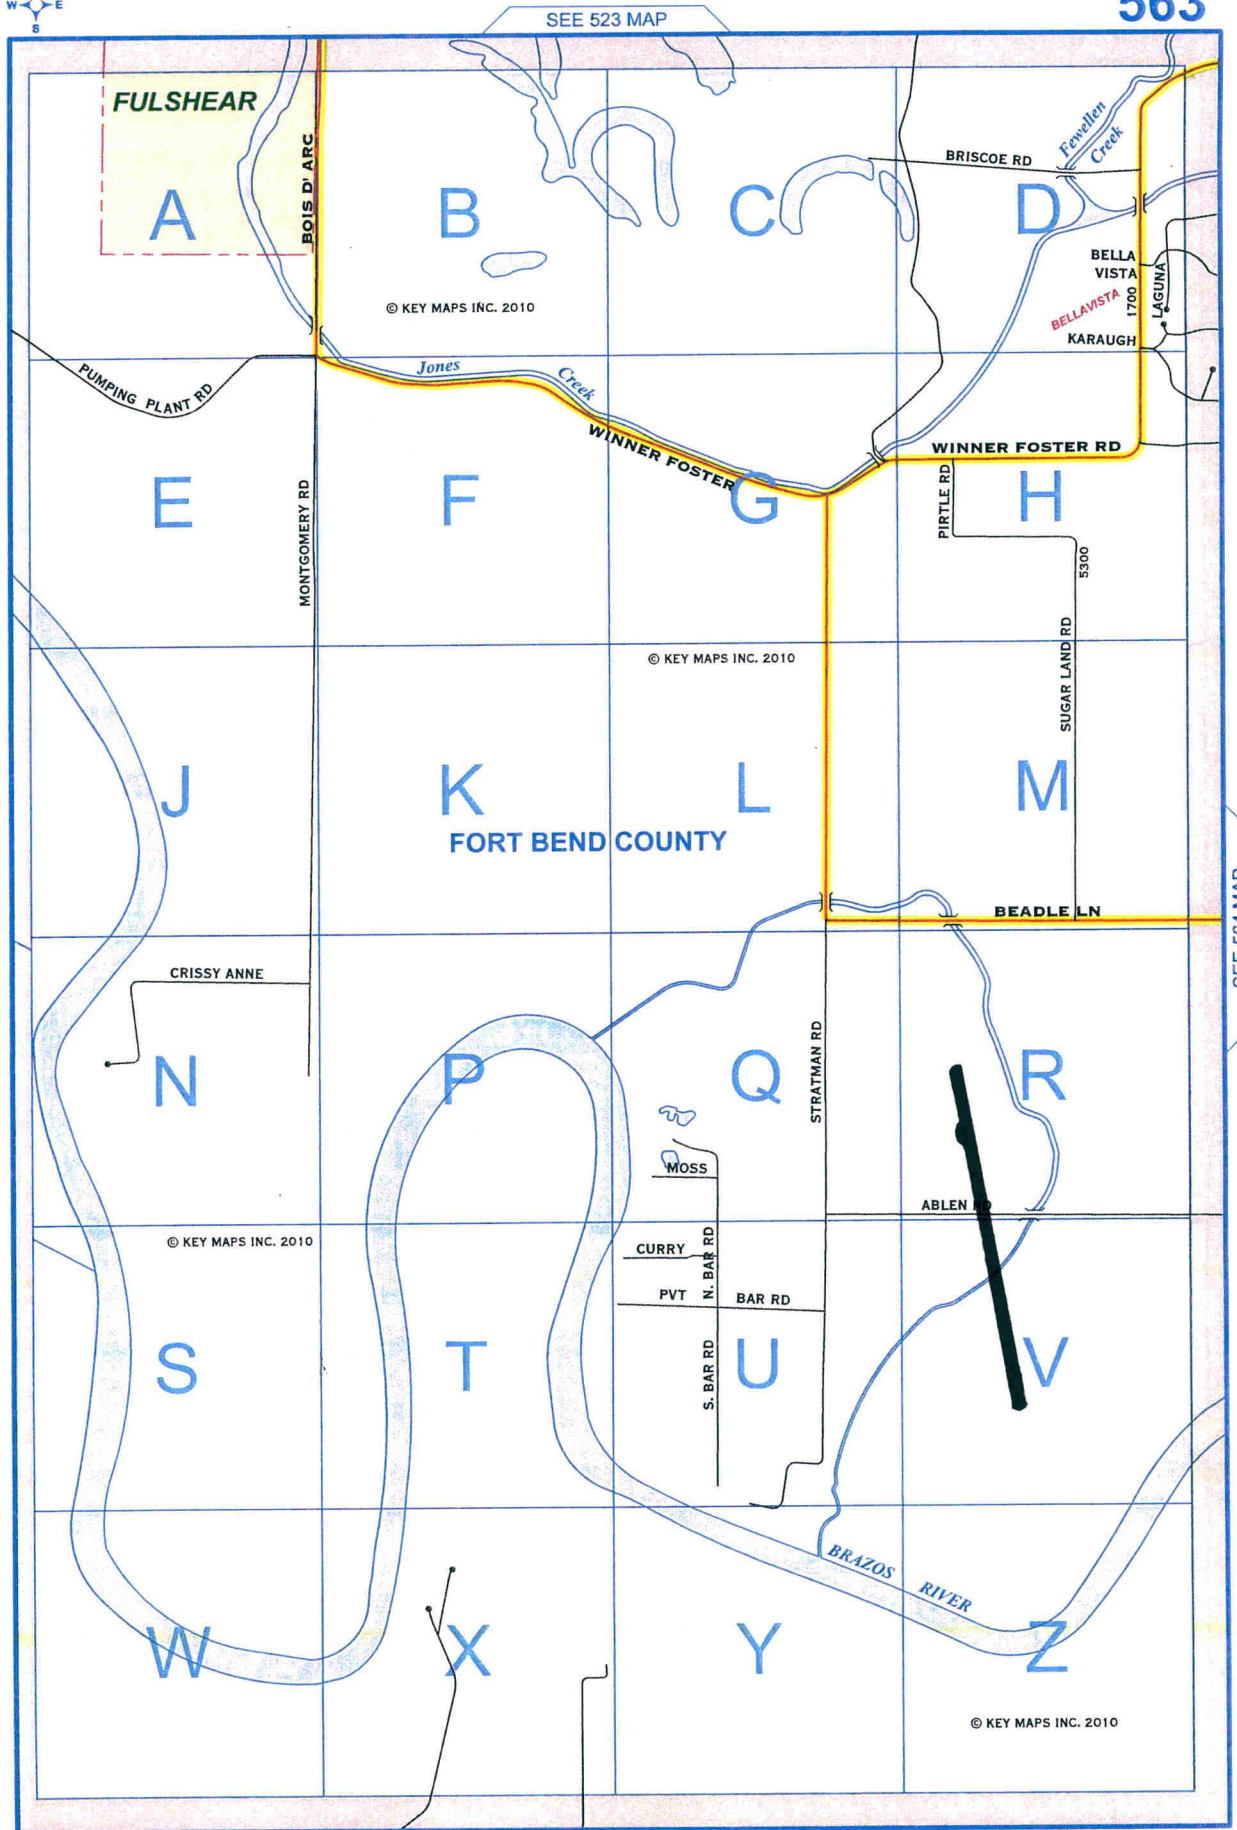 W E
S
SEE 523 MAP
563
FULSHEAR
BOIS D' ARC
A
B
C
D
BRISCOE RD
Fewellen
Creek
BELLA
VISTA
1700
LAGUNA
BELLAVISTA
KARAUGH
© KEY MAPS INC. 2010
PUMPING PLANT RD
Jones
Creek
WINNER FOSTER
WINNER FOSTER RD
E
F
G
H
MONTGOMERY RD
PIRTLE RD
5300
SUGAR LAND RD
© KEY MAPS INC. 2010
J
K
L
M
FORT BEND COUNTY
BEADLE LN
CRISSY ANNE
STRATMAN RD
N
P
Q
R
MOSS
ABLEN RD
© KEY MAPS INC. 2010
CURRY
N. BAR RD
PVT
BAR RD
S. BAR RD
S
T
U
V
BRAZOS
RIVER
W
X
Y
Z
© KEY MAPS INC. 2010